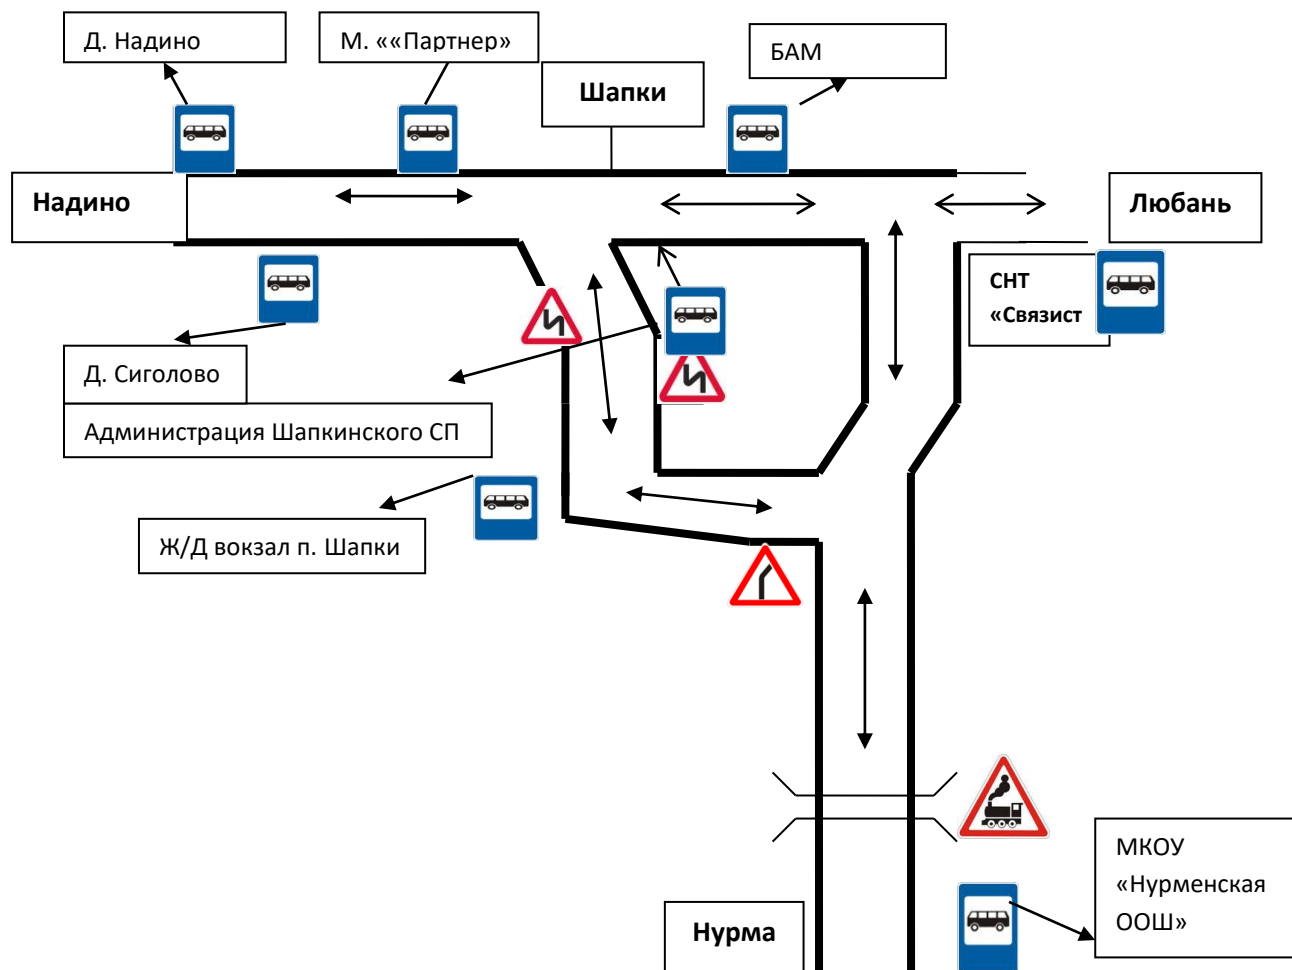 Д. Надино
М. ««Партнер»
БАМ
Шапки
Надино
Любань
СНТ
«Связист
Д. Сиголово
Администрация Шапкинского СП
Ж/Д вокзал п. Шапки
МКОУ
«Нурменская
ООШ»
Нурма